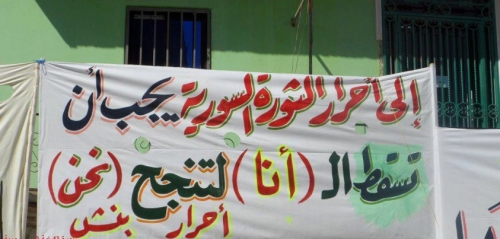 إلى أحرار الثورة السورية يجب أن
تسقط الـ (أنا) لتنجح (نحن)
أحرار بنش